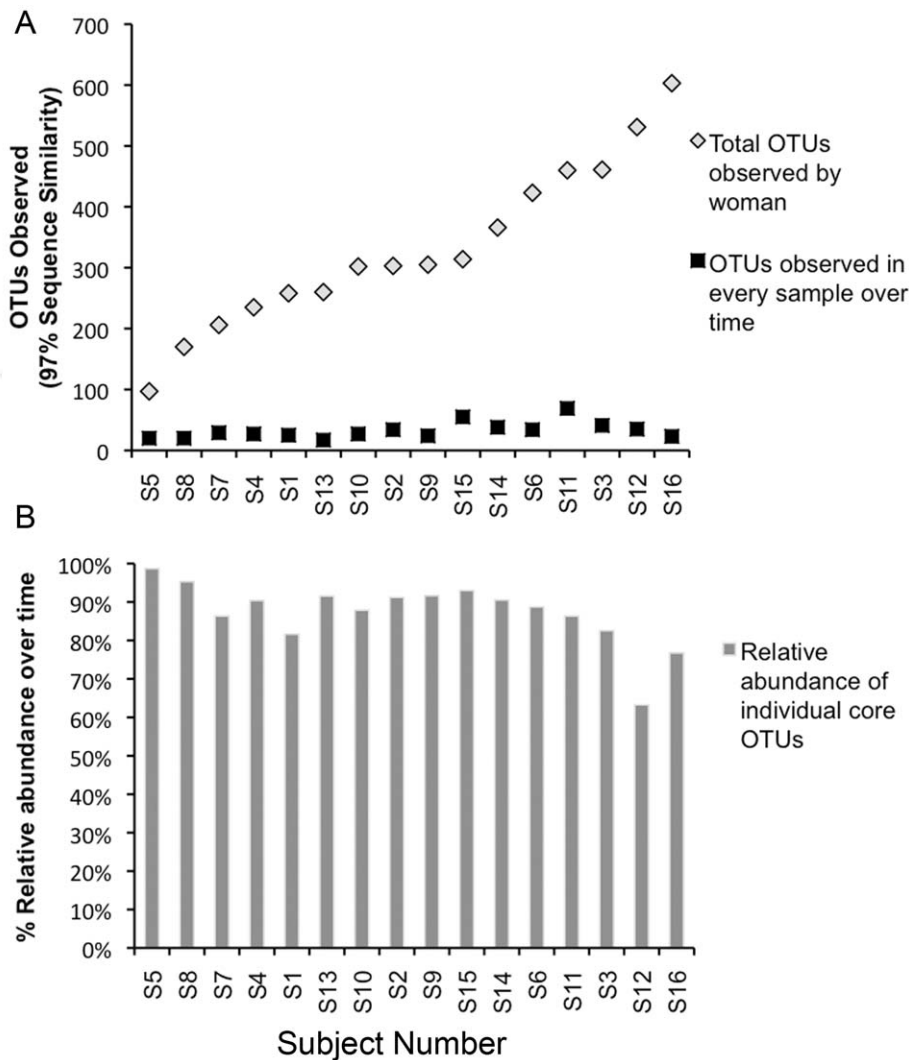 A
700
600
500
400
300
200
100
0
OTUs Observed
(97% Sequence Similarity)
Total OTUs
observed by
woman
OTUs observed in
every sample over
time
S5 S8 S7 S4 S1 S13 S10 S2 S9 S15 S14 S6 S11 S3 S12 S16
B
100%
90%
80%
70%
60%
50%
40%
30%
20%
10%
0%
% Relative abundance over time
Relative
abundance of
individual core
OTUs
S5 S8 S7 S4 S1 S13 S10 S2 S9 S15 S14 S6 S11 S3 S12 S16
Subject Number